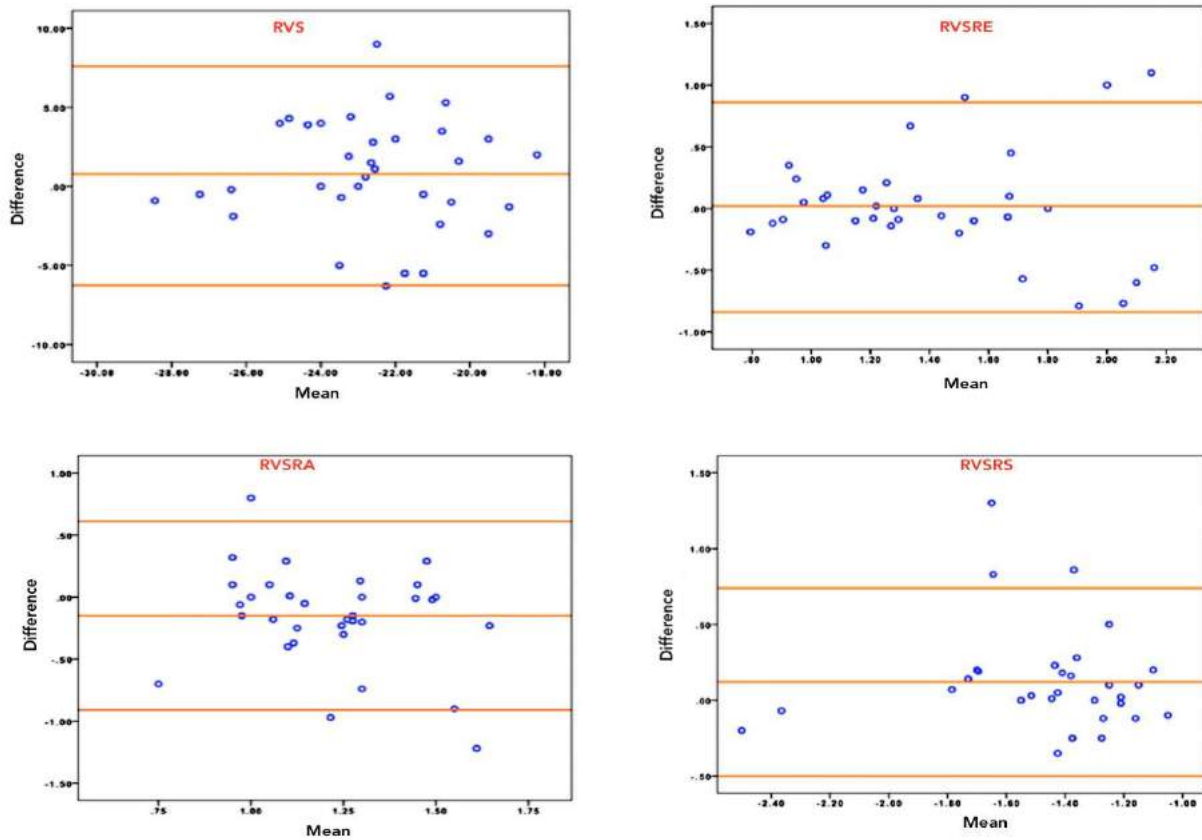 RVS
10.00
5.00
.00
-5.00
-10.00
Difference
-30.00 -28.00 -26.00 -24.00 -22.00 -20.00 -18.00
Mean
RVSRE
1.50
1.00
.50
.00
-.50
-1.00
Difference
.80 1.00 1.20 1.40 1.60 1.80 2.00 2.20
Mean
RVSRA
1.00
.50
.00
-.50
-1.00
-1.50
Difference
.75 1.00 1.25 1.50 1.75
Mean
RVSRS
1.50
1.00
.50
.00
-.50
Difference
-2.40 -2.20 -2.00 -1.80 -1.60 -1.40 -1.20 -1.00
Mean